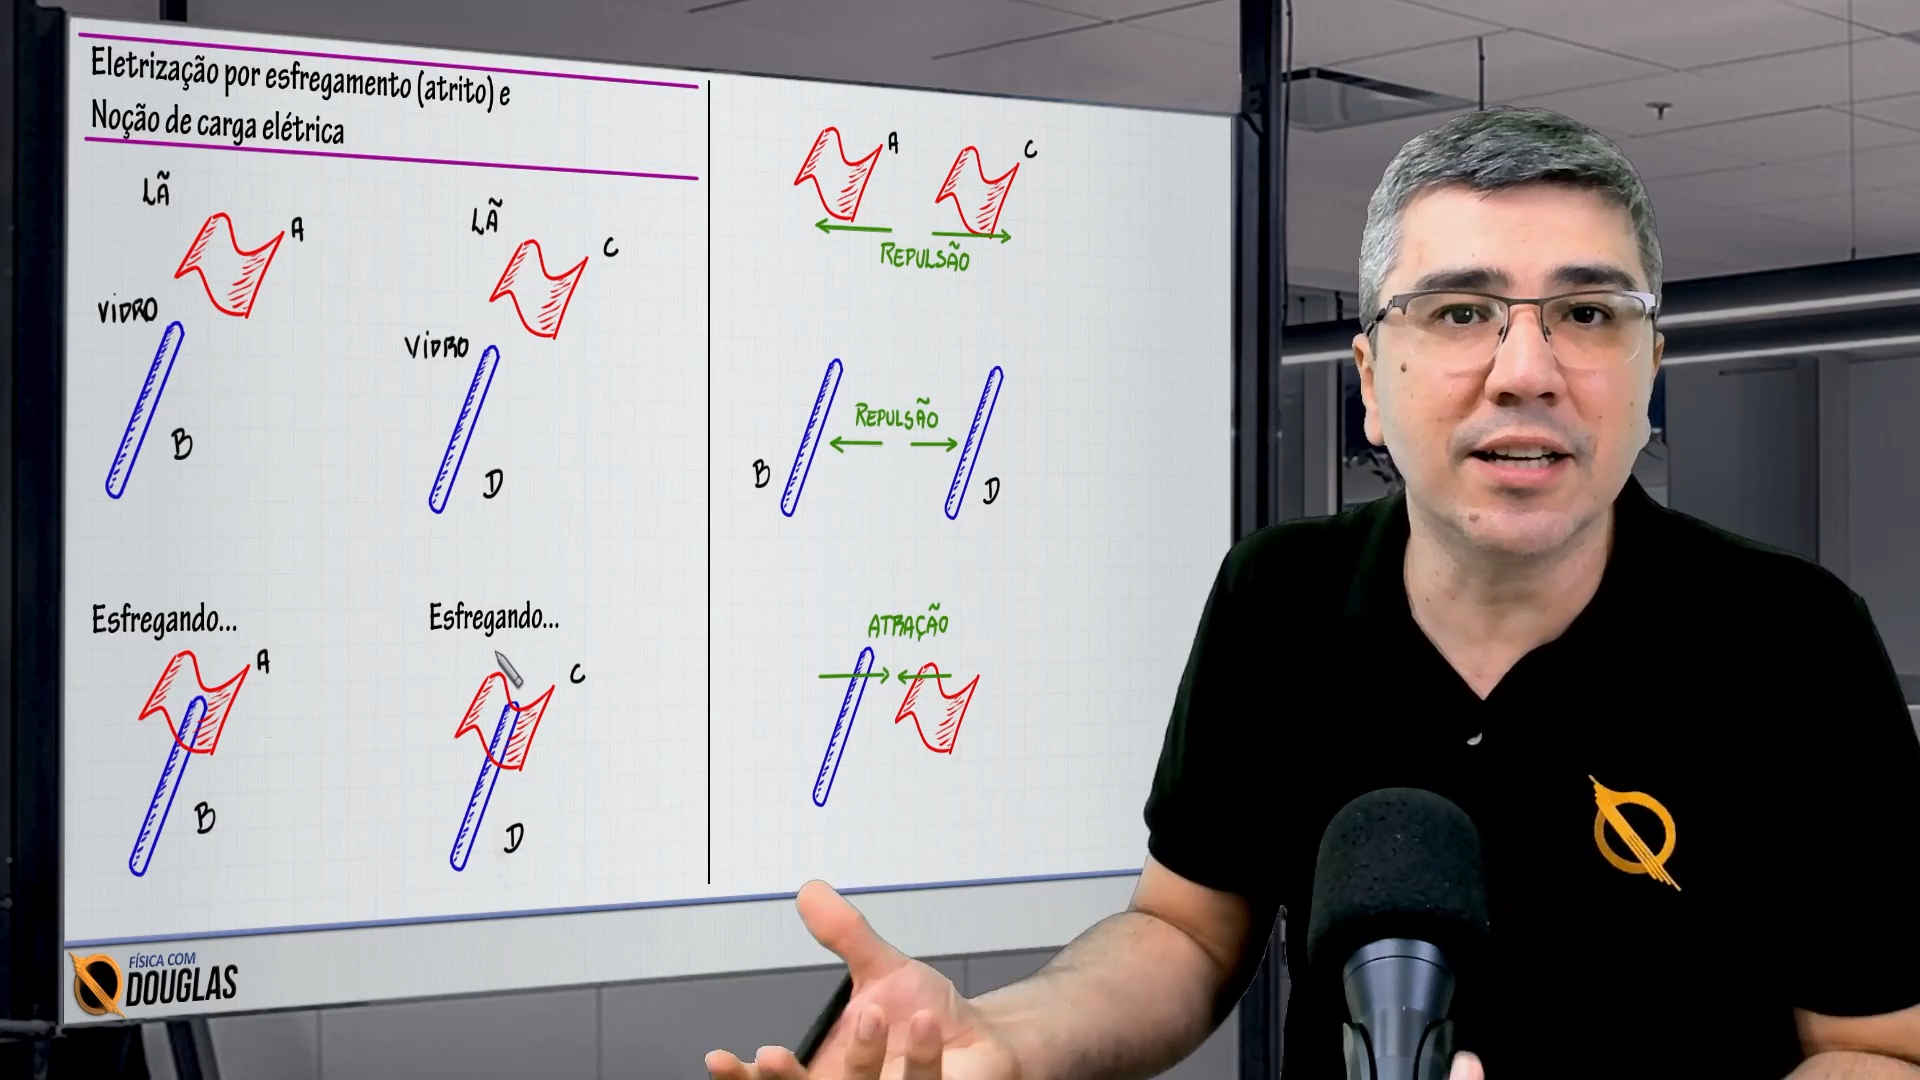 Eletrização por esfregamento (atrito) e
Noção de carga elétrica
LÃ
A
VIDRO
B
LÃ
C
VIDRO
D
Esfregando...
A
B
Esfregando...
C
D
A
C
REPULSÃO
REPULSÃO
B
D
ATRAÇÃO
FÍSICA COM
DOUGLAS